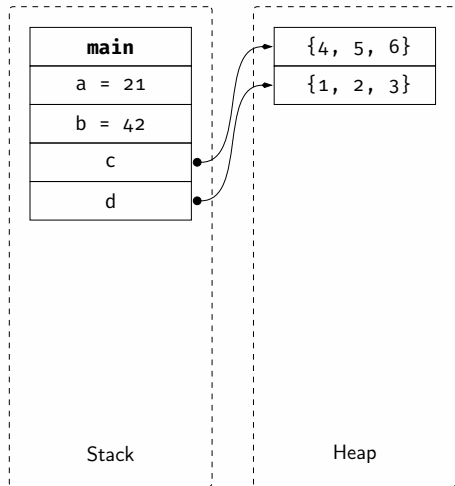 main
a = 21
b = 42
c
d
Stack
{4, 5, 6}
{1, 2, 3}
Heap